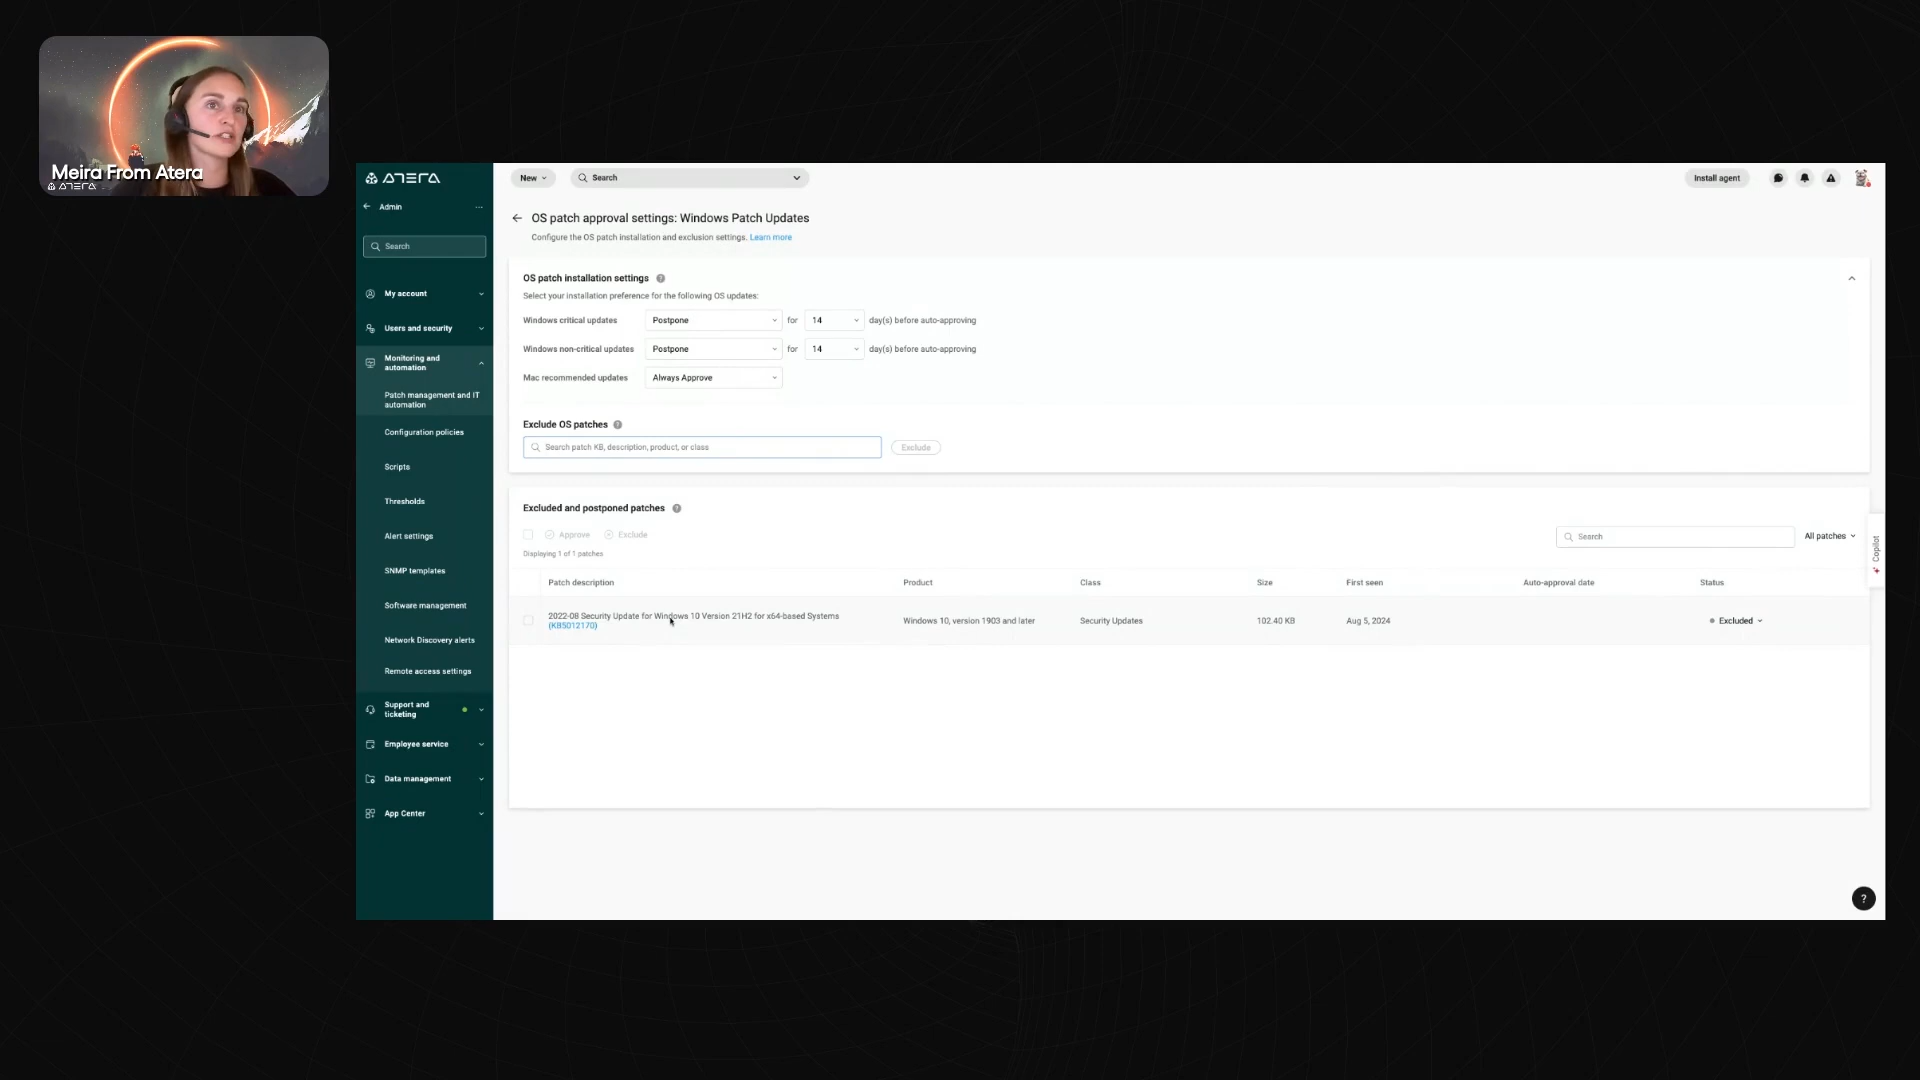 Meira From Atera
ATERA
ATERA
Admin
Search
My account
Users and security
Monitoring and
automation
Patch management and IT
automation
Configuration policies
Scripts
Thresholds
Alert settings
SNMP templates
Software management
Network Discovery alerts
Remote access settings
Support and
ticketing
Employee service
Data management
App Center
New
Search
Install agent
OS patch approval settings: Windows Patch Updates
Configure the OS patch installation and exclusion settings. Learn more
OS patch installation settings ?
Select your installation preference for the following OS updates:
Windows critical updates Postpone for 14 day(s) before auto-approving
Windows non-critical updates Postpone for 14 day(s) before auto-approving
Mac recommended updates Always Approve
Exclude OS patches ?
Search patch KB, description, product, or class Exclude
Excluded and postponed patches ?
Approve Exclude Search All patches
Displaying 1 of 1 patches
Copilot
Patch description Product Class Size First seen Auto-approval date Status
2022-08 Security Update for Windows 10 Version 21H2 for x64-based Systems
(KB5012170) Windows 10, version 1903 and later Security Updates 102.40 KB Aug 5, 2024 Excluded
?